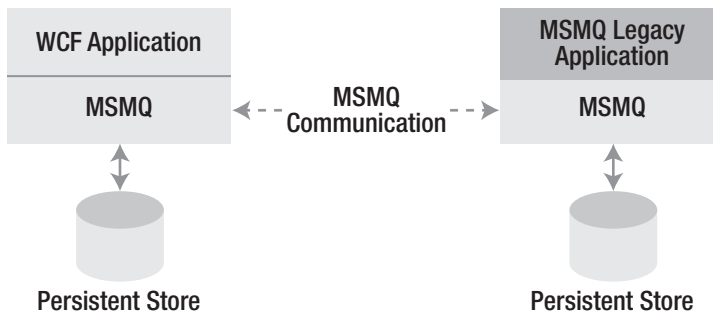 WCF Application
MSMQ
Persistent Store
MSMQ
Communication
MSMQ Legacy
Application
MSMQ
Persistent Store